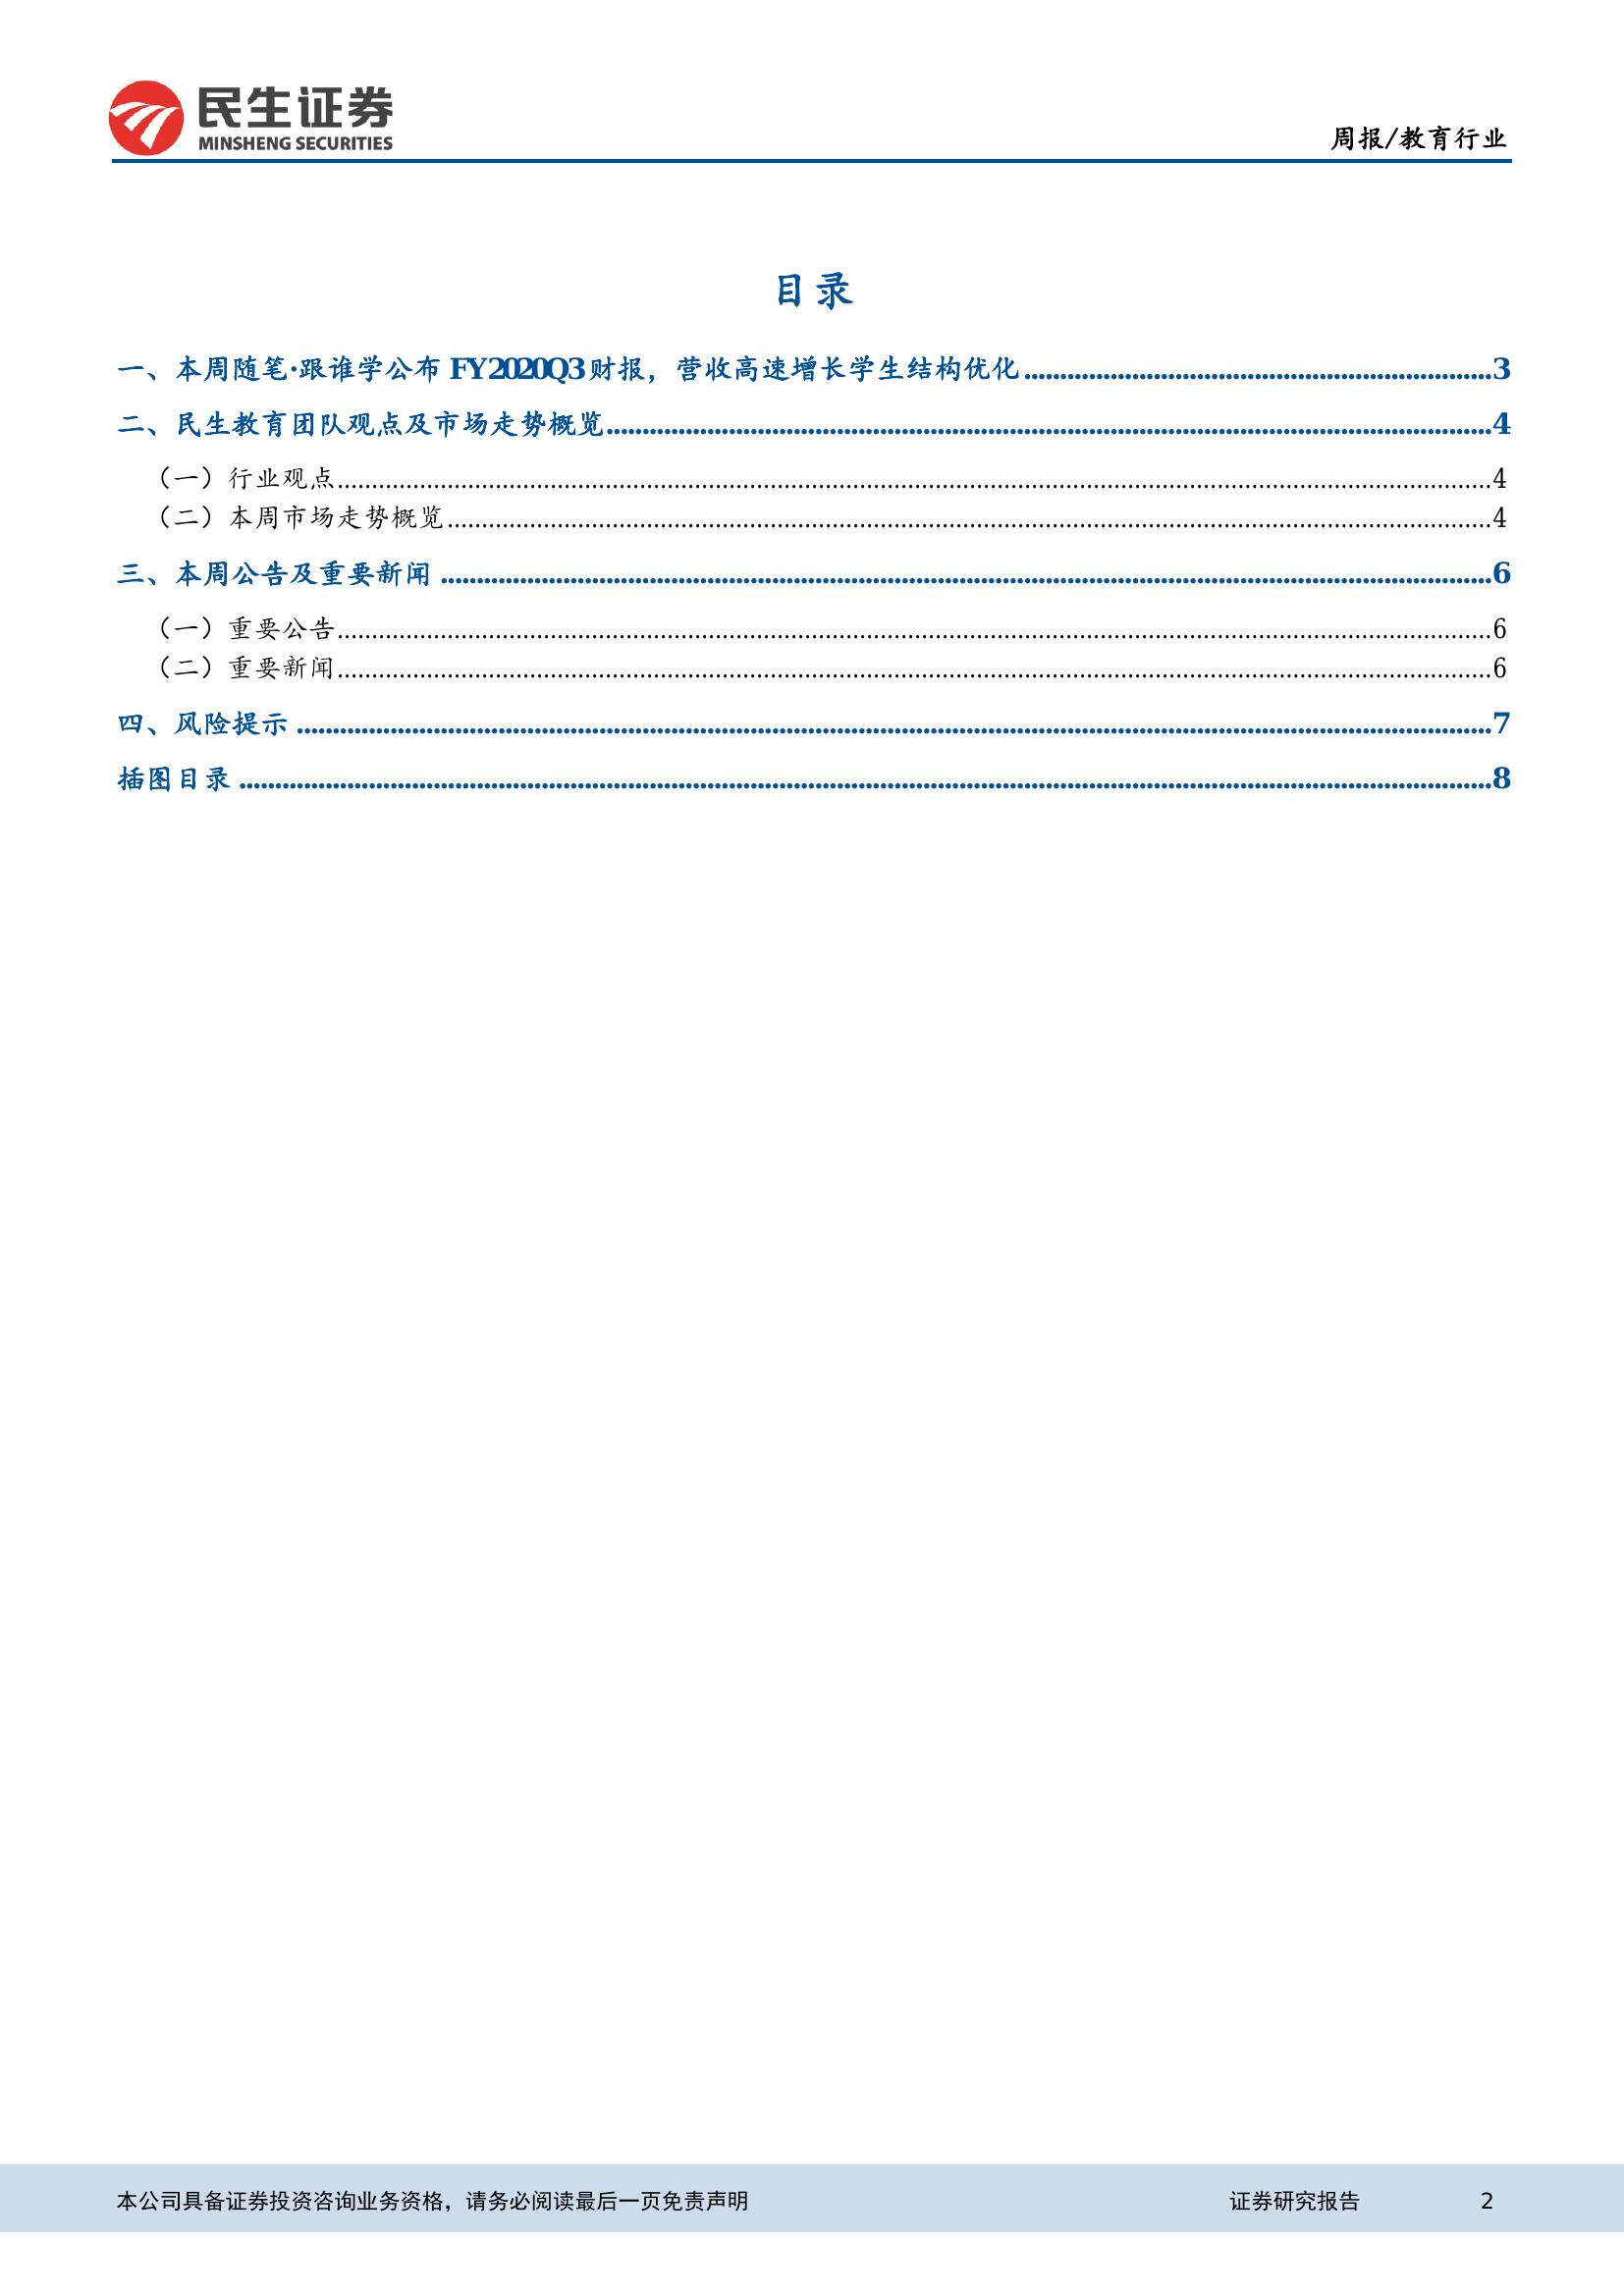 民生证券
MINSHENG SECURITIES
周报/教育行业
目录
一、本周随笔·跟谁学公布 FY2020Q3 财报，营收高速增长学生结构优化........................3
二、民生教育团队观点及市场走势概览........................4
（一）行业观点........................4
（二）本周市场走势概览........................4
三、本周公告及重要新闻 ........................6
（一）重要公告........................6
（二）重要新闻........................6
四、风险提示 ........................7
插图目录 ........................8
本公司具备证券投资咨询业务资格，请务必阅读最后一页免责声明 证券研究报告 2